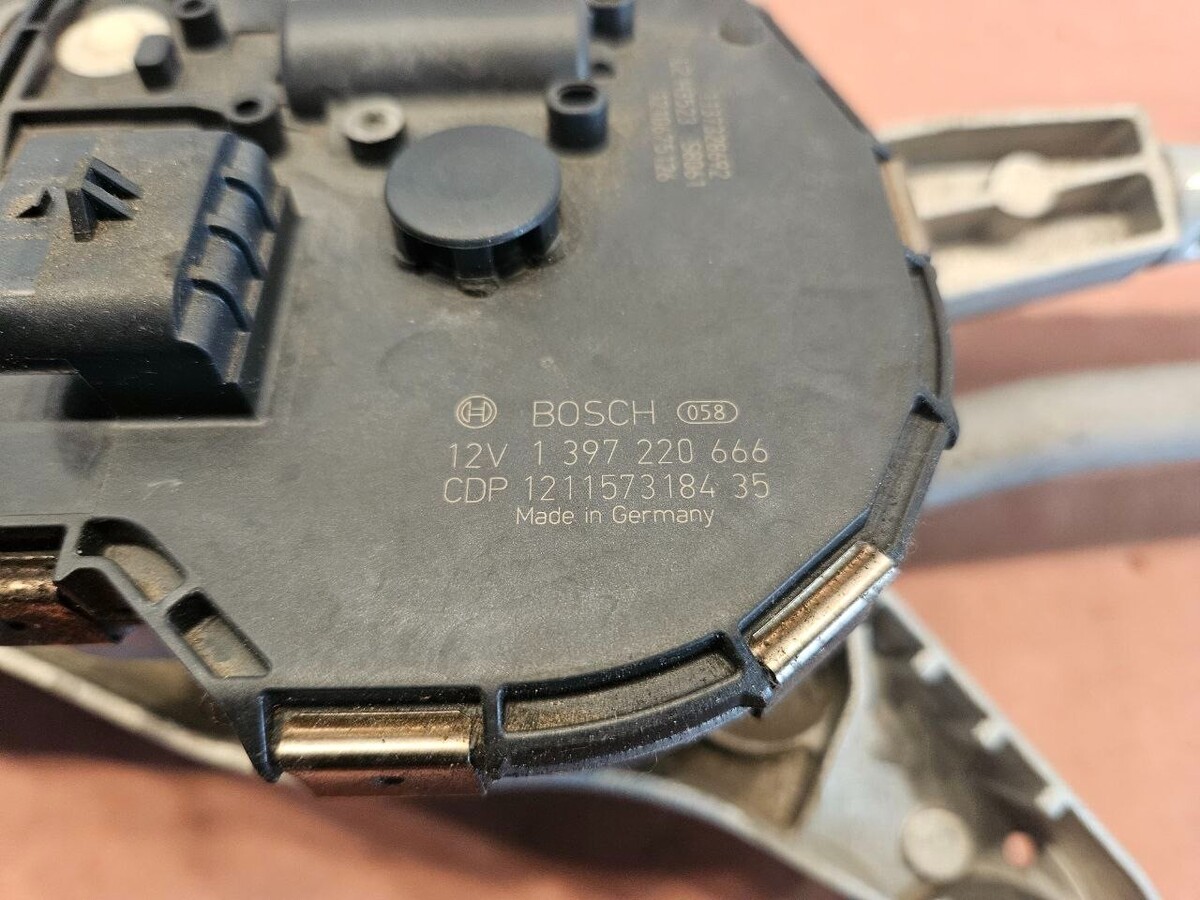 BOSCH 058
12V 1 397 220 666
CDP 1211573184 35
Made in Germany